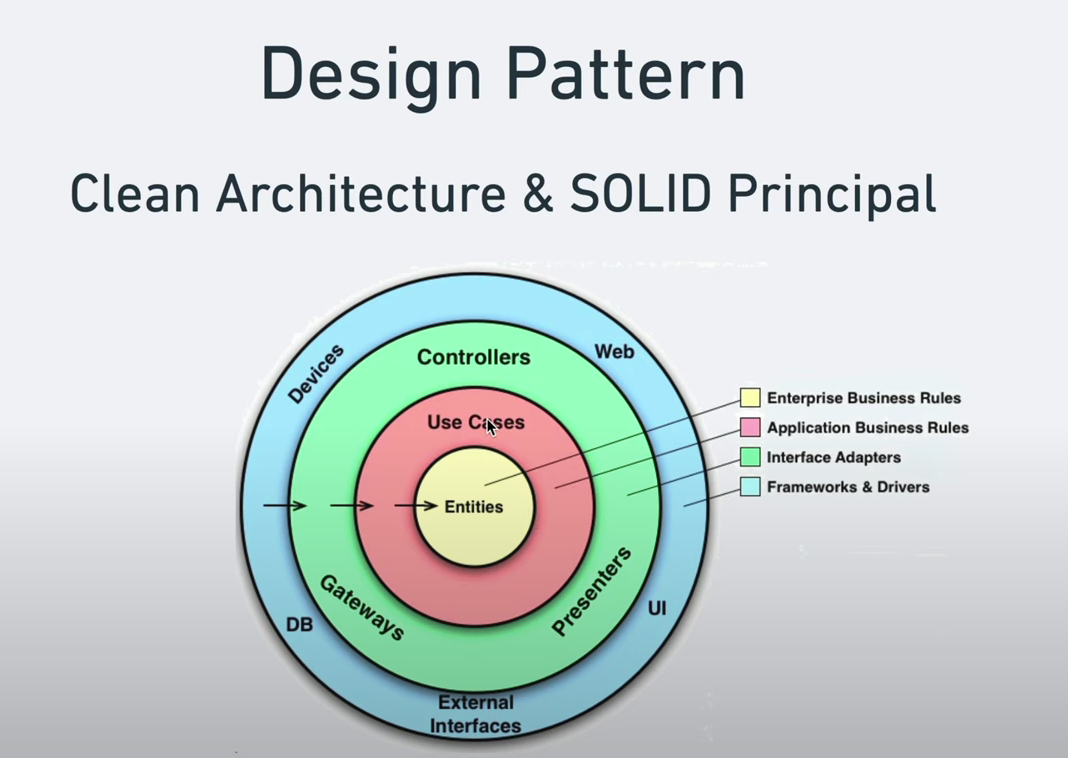 Design Pattern
Clean Architecture & SOLID Principal
Devices
Controllers
Web
Use Cases
Enterprise Business Rules
Application Business Rules
Interface Adapters
Frameworks & Drivers
Entities
Gateways
Presenters
DB
UI
External
Interfaces